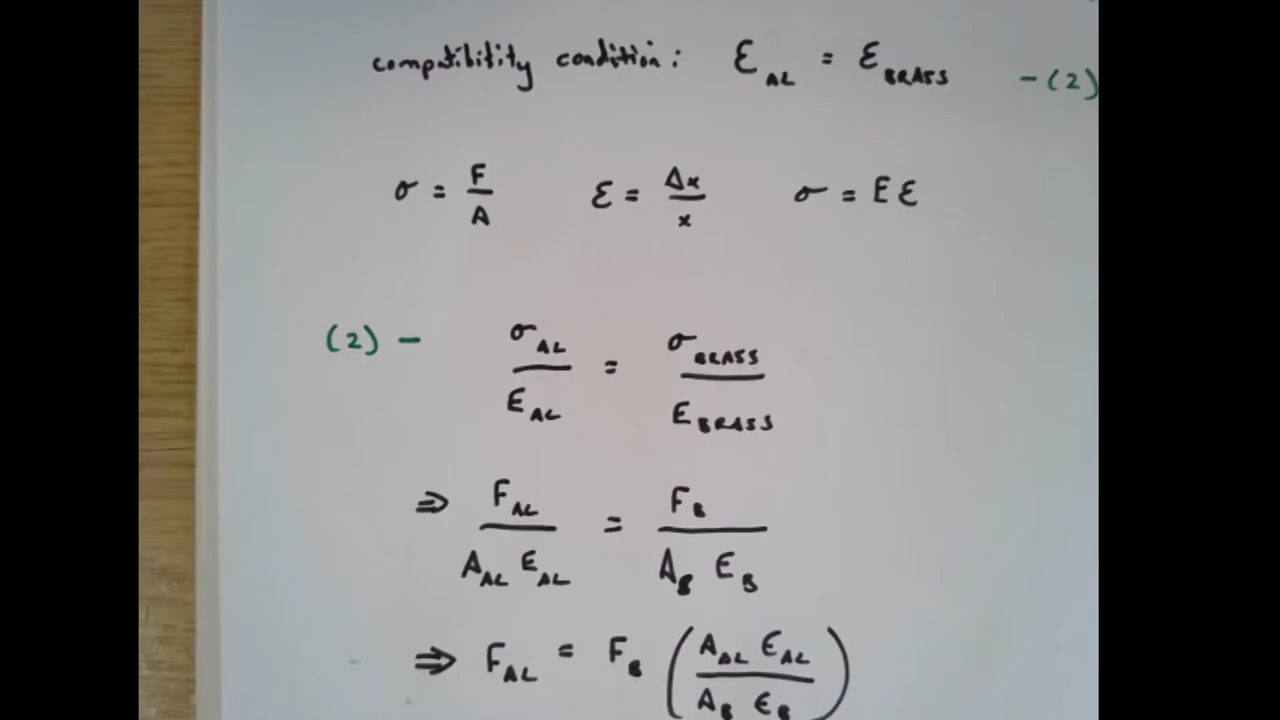 compatibility condition: ε_AL = ε_BRASS - (2)
σ = F/A ε = Δx/x σ = Eε
(2) - σ_AL/E_AL = σ_BRASS/E_BRASS
⇒ F_AL/(A_AL E_AL) = F_B/(A_B E_B)
⇒ F_AL = F_B (A_AL E_AL/(A_B E_B))